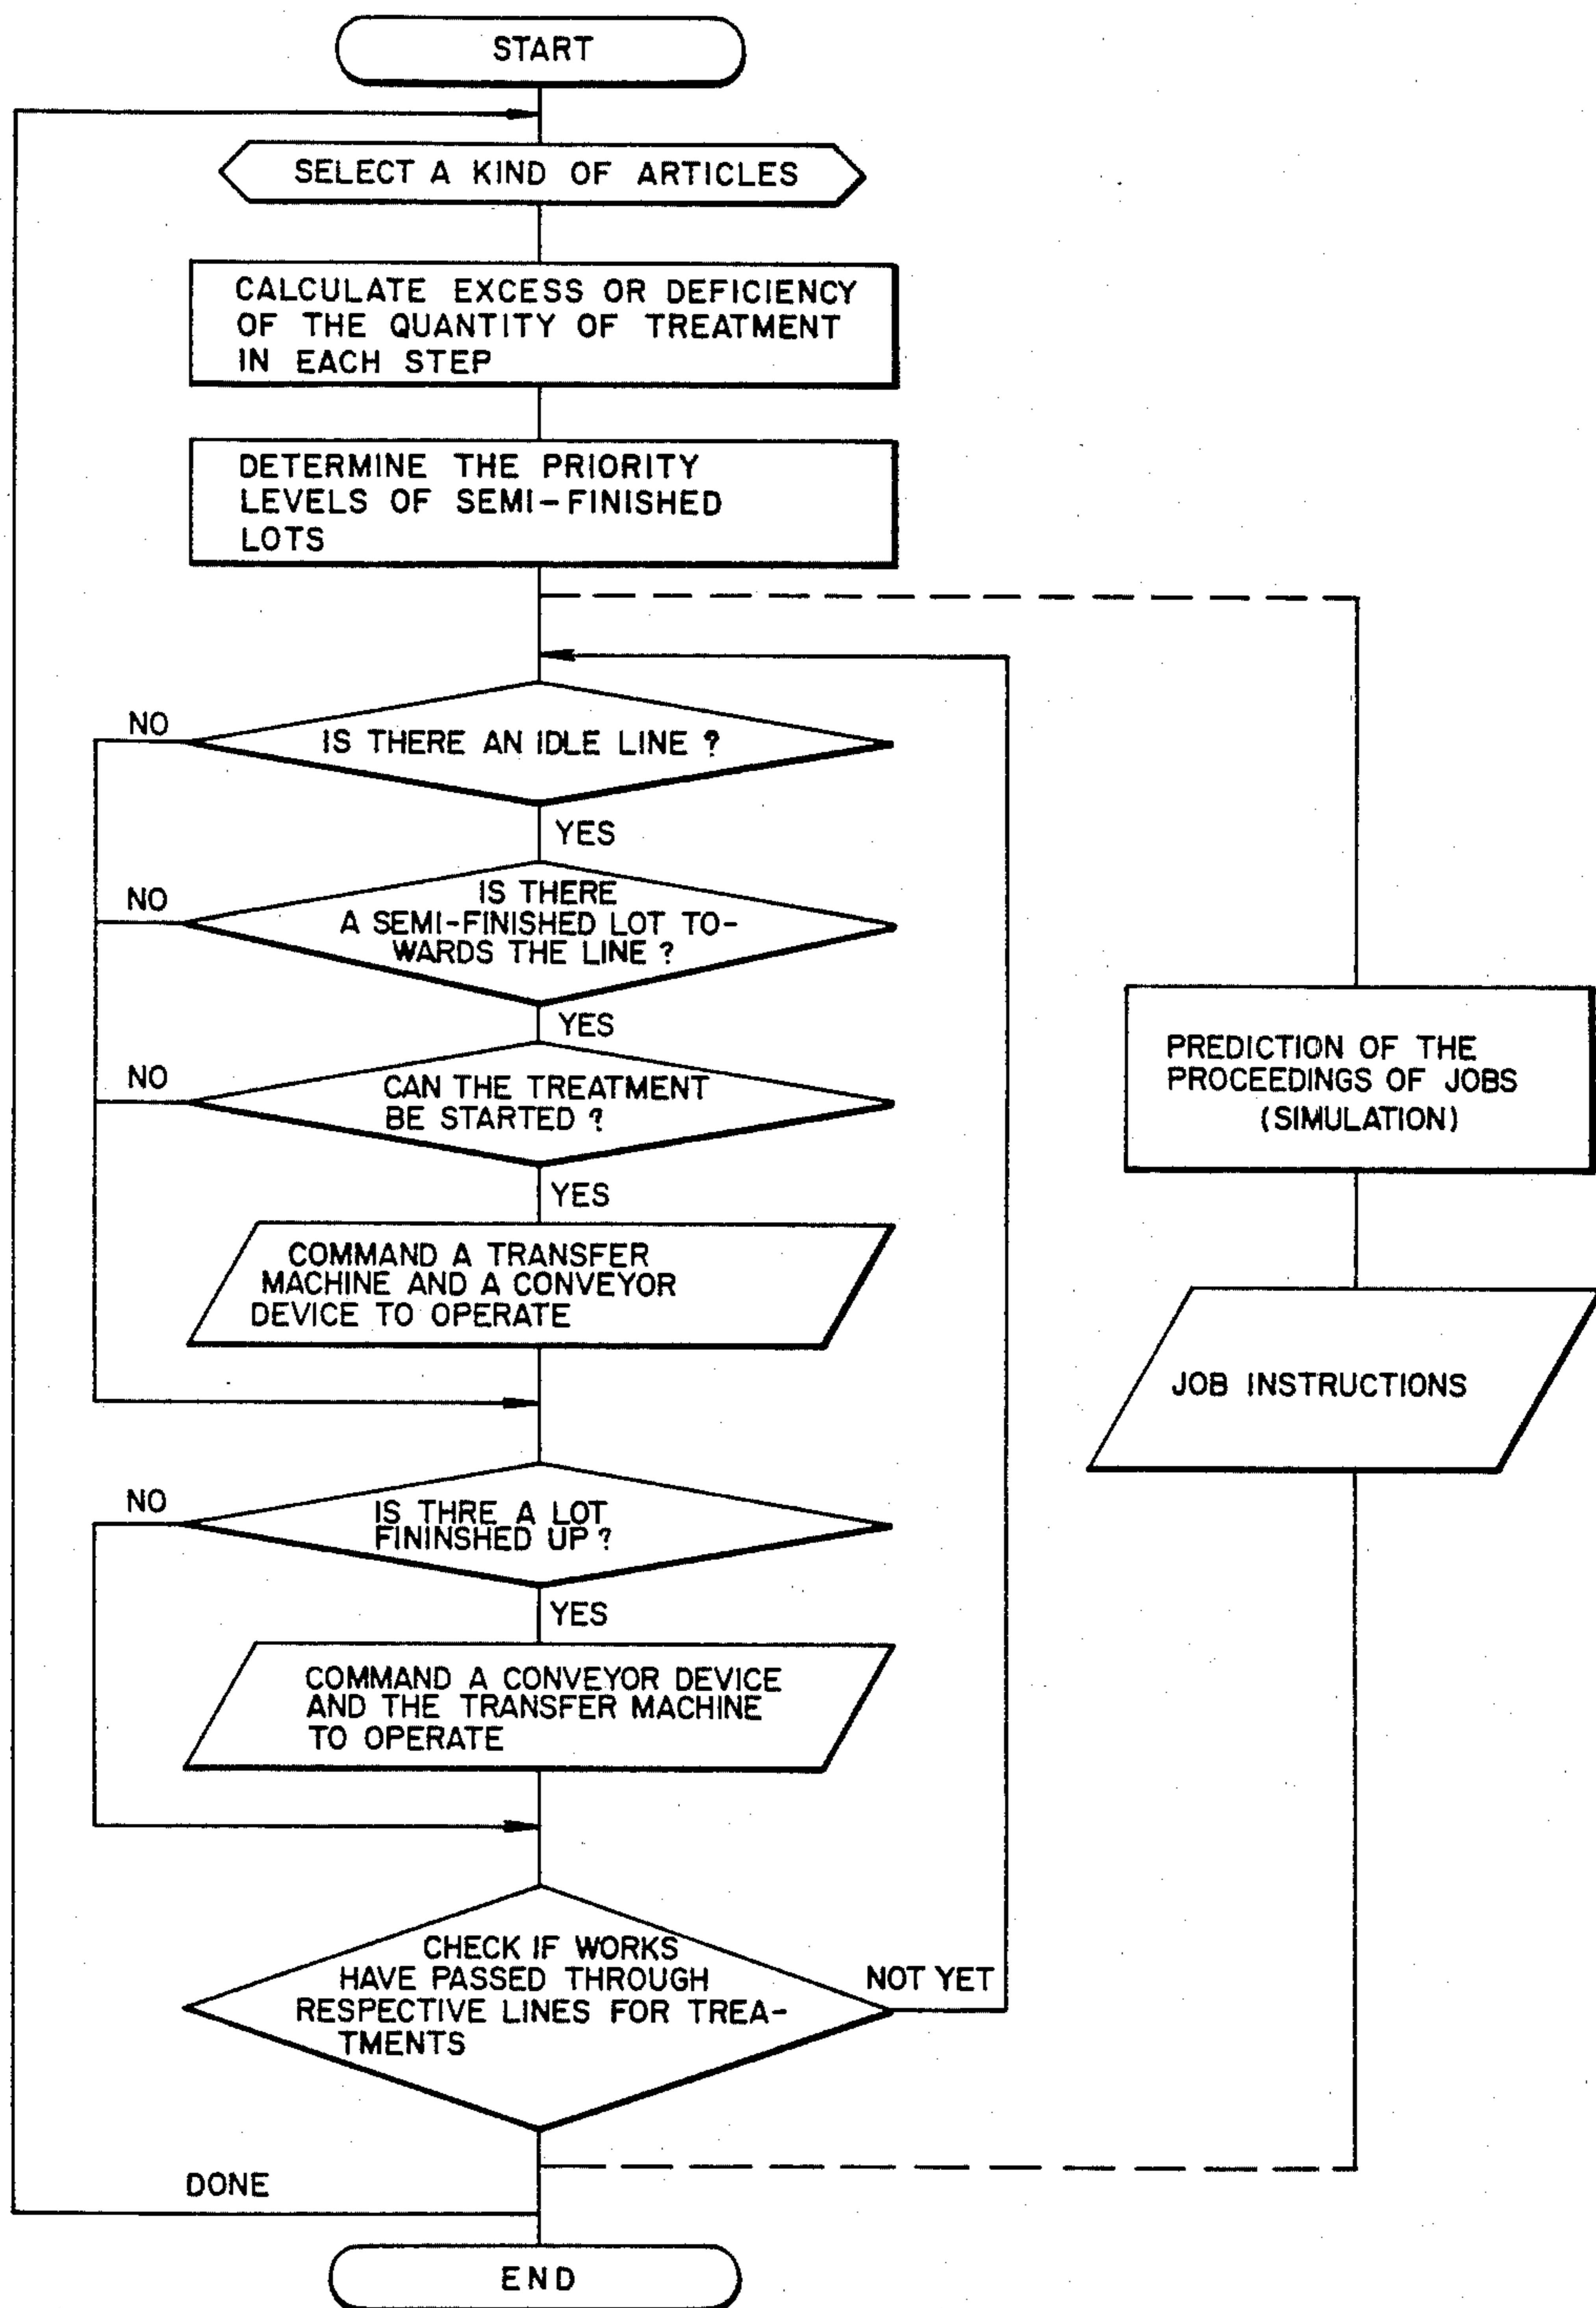 START
SELECT A KIND OF ARTICLES
CALCULATE EXCESS OR DEFICIENCY
OF THE QUANTITY OF TREATMENT
IN EACH STEP
DETERMINE THE PRIORITY
LEVELS OF SEMI-FINISHED
LOTS
NO
IS THERE AN IDLE LINE ?
YES
NO
IS THERE
A SEMI-FINISHED LOT TO-
WARDS THE LINE ?
YES
NO
CAN THE TREATMENT
BE STARTED ?
YES
COMMAND A TRANSFER
MACHINE AND A CONVEYOR
DEVICE TO OPERATE
NO
IS THRE A LOT
FININSHED UP ?
YES
COMMAND A CONVEYOR DEVICE
AND THE TRANSFER MACHINE
TO OPERATE
CHECK IF WORKS
HAVE PASSED THROUGH
RESPECTIVE LINES FOR TREA-
TMENTS
NOT YET
DONE
END
PREDICTION OF THE
PROCEEDINGS OF JOBS
(SIMULATION)
JOB INSTRUCTIONS